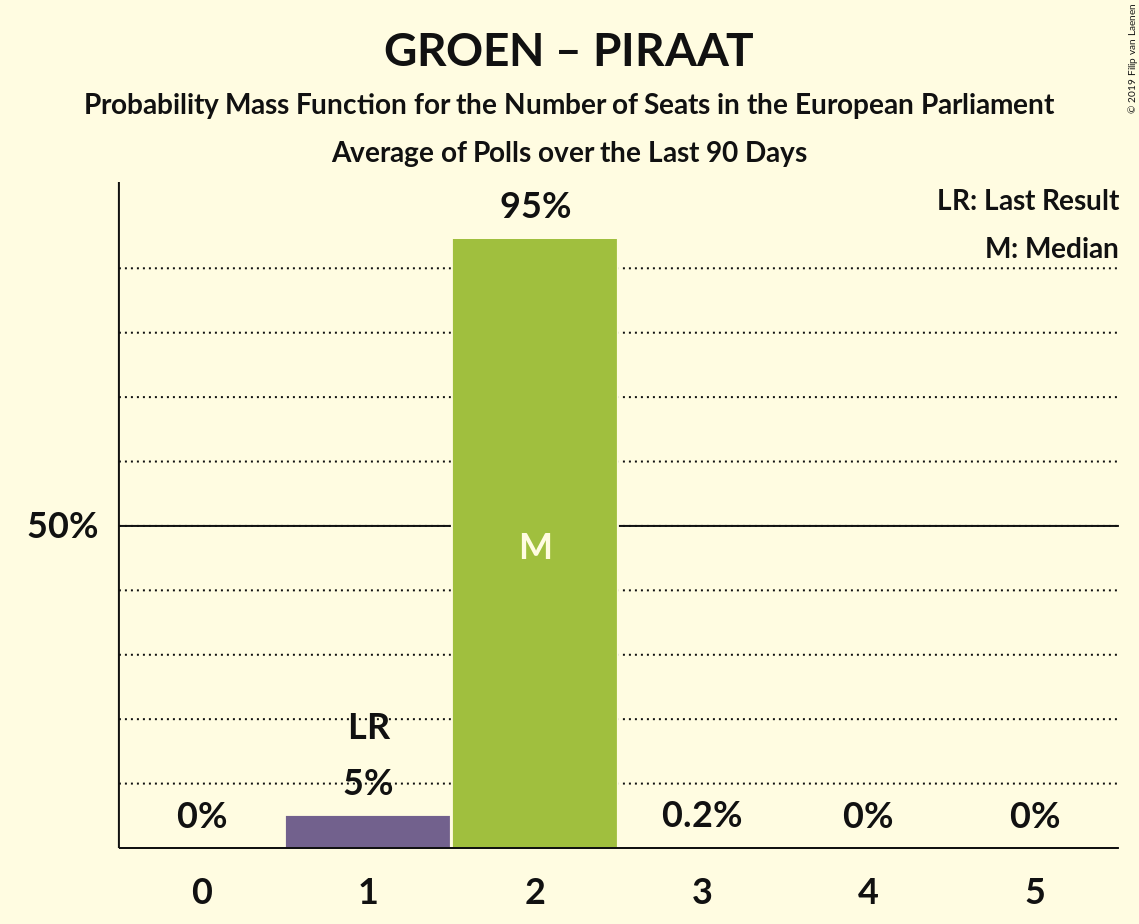 GROEN – PIRAAT
Probability Mass Function for the Number of Seats in the European Parliament
Average of Polls over the Last 90 Days
© 2019 Filip van Laenen
LR: Last Result
M: Median
95%
50%
M
LR
5%
0%
0.2%
0%
0%
0 1 2 3 4 5